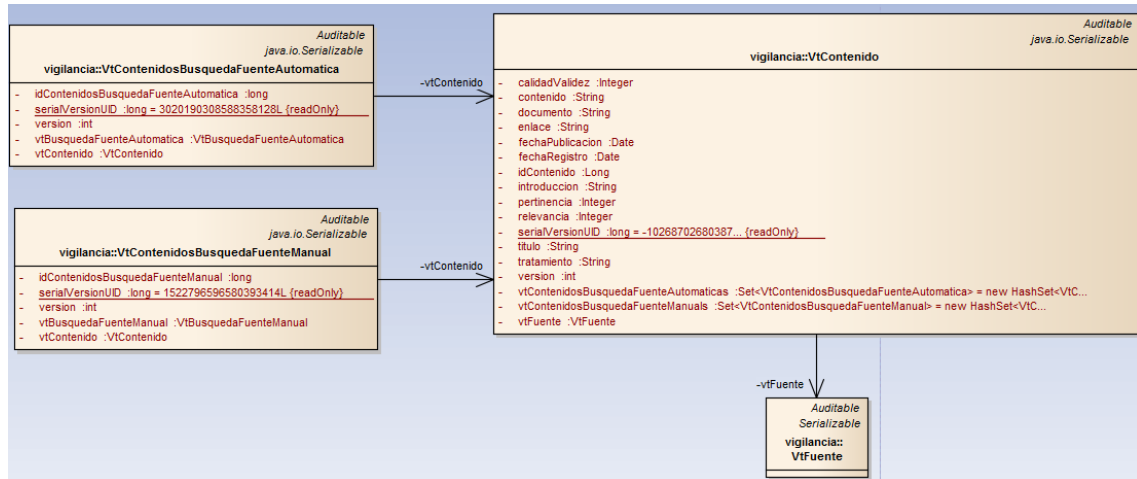 Auditable
java.io.Serializable
vigilancia::VtContenidosBusquedaFuenteAutomatica
- idContenidosBusquedaFuenteAutomatica :long
- serialVersionUID :long = 3020190308588358128L {readOnly}
- version :int
- vtBusquedaFuenteAutomatica :VtBusquedaFuenteAutomatica
- vtContenido :VtContenido
-vtContenido
Auditable
java.io.Serializable
vigilancia::VtContenidosBusquedaFuenteManual
- idContenidosBusquedaFuenteManual :long
- serialVersionUID :long = 1522796596580393414L {readOnly}
- version :int
- vtBusquedaFuenteManual :VtBusquedaFuenteManual
- vtContenido :VtContenido
-vtContenido
Auditable
java.io.Serializable
vigilancia::VtContenido
- calidadValidez :Integer
- contenido :String
- documento :String
- enlace :String
- fechaPublicacion :Date
- fechaRegistro :Date
- idContenido :Long
- introduccion :String
- pertinencia :Integer
- relevancia :Integer
- serialVersionUID :long = -10268702680387... {readOnly}
- titulo :String
- tratamiento :String
- version :int
- vtContenidosBusquedaFuenteAutomaticas :Set<VtContenidosBusquedaFuenteAutomatica> = new HashSet<VtC...
- vtContenidosBusquedaFuenteManuals :Set<VtContenidosBusquedaFuenteManual> = new HashSet<VtC...
- vtFuente :VtFuente
-vtFuente
Auditable
Serializable
vigilancia::
VtFuente